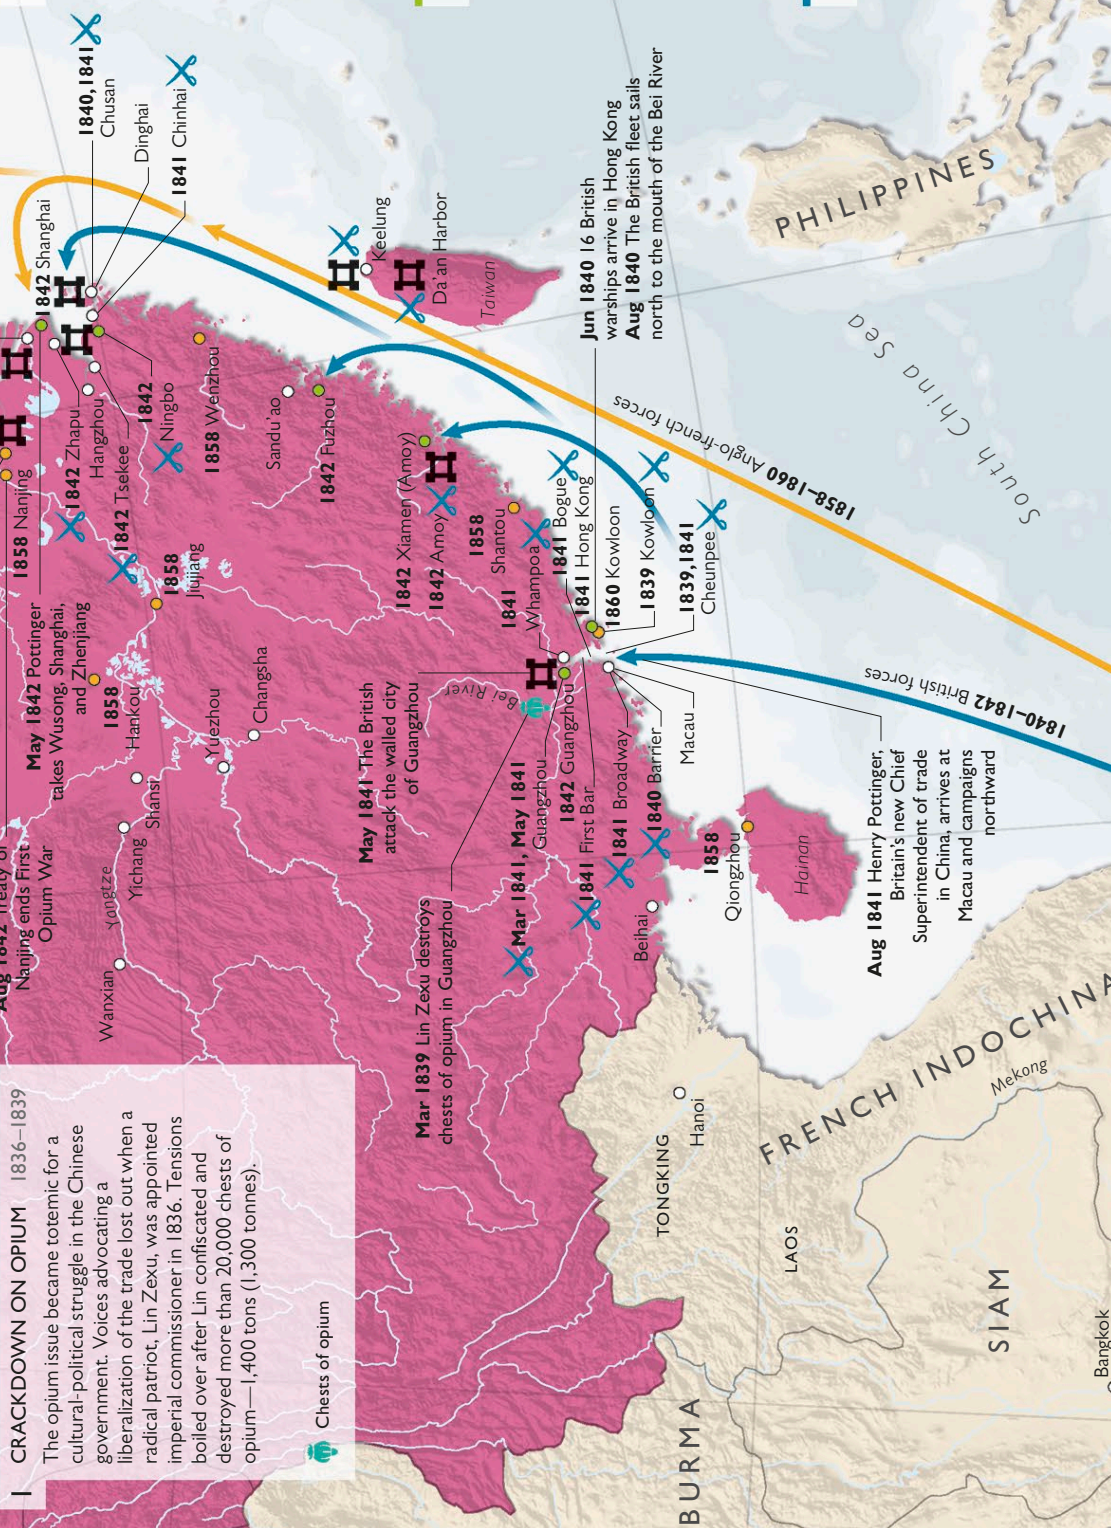 1 CRACKDOWN ON OPIUM 1836–1839
The opium issue became totemic for a
cultural-political struggle in the Chinese
government. Voices advocating a
liberalization of the trade lost out when a
radical patriot, Lin Zexu, was appointed
imperial commissioner in 1836. Tensions
boiled over after Lin confiscated and
destroyed more than 20,000 chests of
opium—1,400 tons (1,300 tonnes).
Chests of opium
Aug 1842 Treaty of
Nanjing ends First
Opium War
May 1842 Pottinger
takes Wusong, Shanghai,
and Zhenjiang
1858 Nanjing
1842 Shanghai
1840, 1841
Chusan
Dinghai
1841 Chinhai
1842 Zhapu
Hangzhou
1842 Tsekee
1842
Ningbo
1858 Wenzhou
Wanxian
Yangtze
Yichang
Shansi
1858
Hankou
1858
Jiujiang
Yuezhou
Changsha
Sandu'ao
1842 Fuzhou
Keelung
Da'an Harbor
Taiwan
May 1841 The British
attack the walled city
of Guangzhou
1842 Xiamen (Amoy)
1842 Amoy
1858
Shantou
Mar 1839 Lin Zexu destroys
chests of opium in Guangzhou
Bei River
1841
Whampoa
Mar 1841, May 1841
Guangzhou
1842 Guangzhou
1841 First Bar
1841 Broadway
1840 Barrier
Macau
1841 Bogue
1841 Hong Kong
1860 Kowloon
1839 Kowloon
1839, 1841
Cheunpee
Jun 1840 16 British
warships arrive in Hong Kong
Aug 1840 The British fleet sails
north to the mouth of the Bei River
1858–1860 Anglo-french forces
1840–1842 British forces
Beihai
1858
Qiongzhou
Hainan
Aug 1841 Henry Pottinger,
Britain's new Chief
Superintendent of trade
in China, arrives at
Macau and campaigns
northward
South China Sea
PHILIPPINES
TONGKING
Hanoi
FRENCH INDOCHINA
Mekong
LAOS
BURMA
SIAM
Bangkok